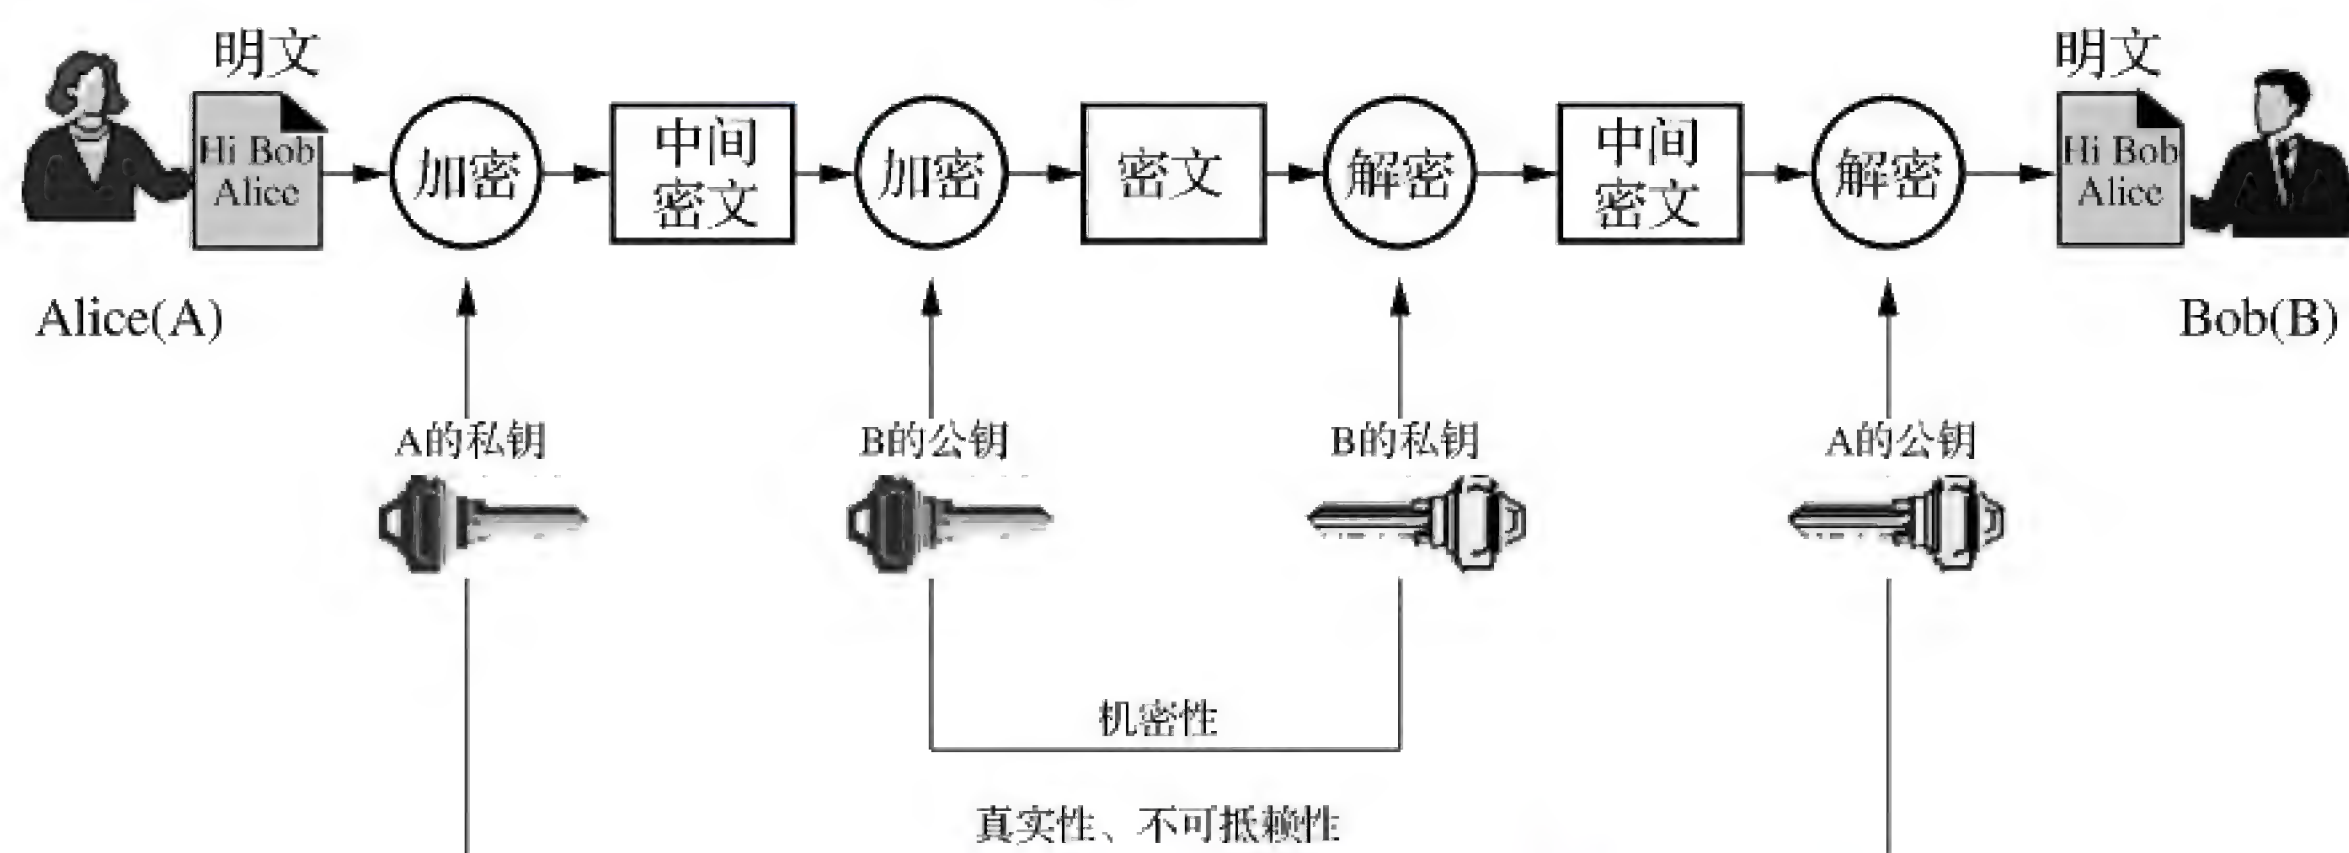 明文
明文
Hi Bob
Alice
加密
中间
密文
加密
密文
解密
中间
密文
解密
Hi Bob
Alice
Alice(A)
Bob(B)
A的私钥
B的公钥
B的私钥
A的公钥
机密性
真实性、不可抵赖性